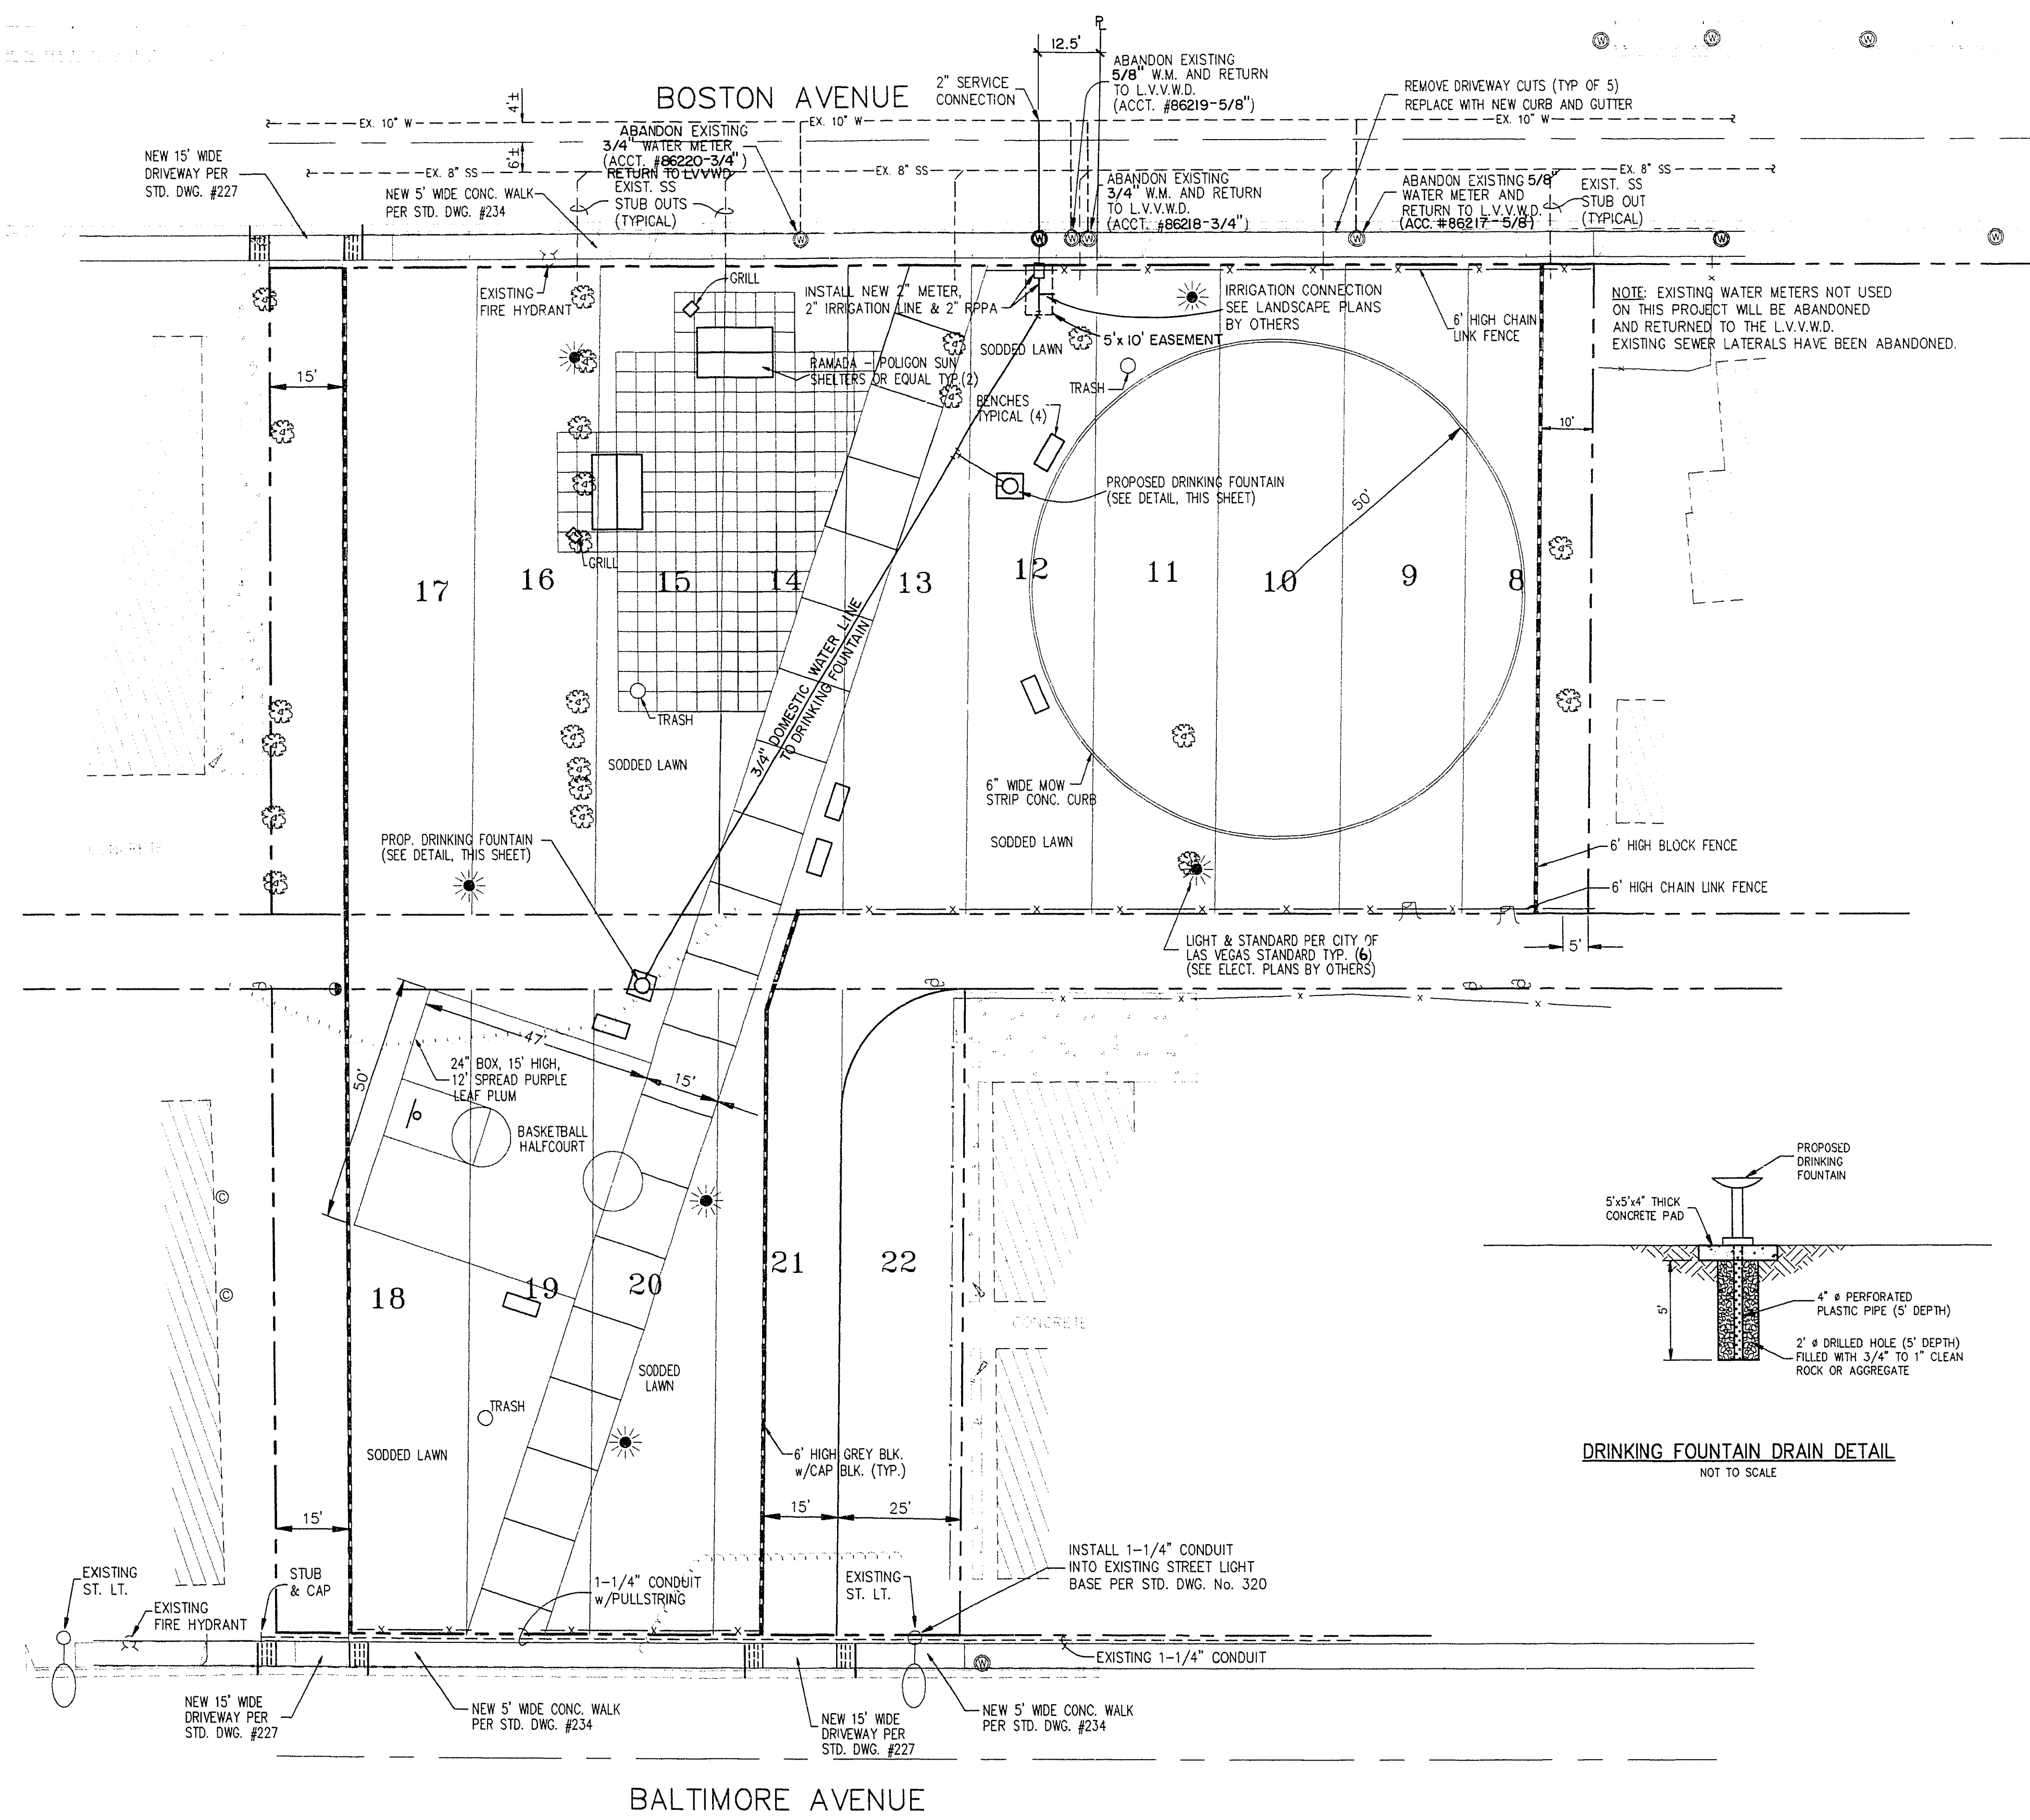 BOSTON AVENUE
12.5'
4'±
6'±
2" SERVICE
CONNECTION
ABANDON EXISTING
5/8" W.M. AND RETURN
TO L.V.V.W.D.
(ACCT. #86219-5/8")
REMOVE DRIVEWAY CUTS (TYP OF 5)
REPLACE WITH NEW CURB AND GUTTER
EX. 10" W
EX. 10" W
EX. 10" W
NEW 15' WIDE
DRIVEWAY PER
STD. DWG. #227
ABANDON EXISTING
3/4" WATER METER
(ACCT. #86220-3/4")
RETURN TO LVVWD
EX. 8" SS
EX. 8" SS
EX. 8" SS
NEW 5' WIDE CONC. WALK
PER STD. DWG. #234
EXIST. SS
STUB OUTS
(TYPICAL)
ABANDON EXISTING
3/4" W.M. AND RETURN
TO L.V.V.W.D.
(ACCT. #86218-3/4")
ABANDON EXISTING 5/8"
WATER METER AND
RETURN TO L.V.V.W.D.
(ACC. #86217-5/8)
EXIST. SS
STUB OUT
(TYPICAL)
W
W
W
W
W
W
W
W
W
W
EXISTING
FIRE HYDRANT
GRILL
INSTALL NEW 2" METER,
2" IRRIGATION LINE & 2" RPPA
IRRIGATION CONNECTION
SEE LANDSCAPE PLANS
BY OTHERS
5'x 10' EASEMENT
6' HIGH CHAIN
LINK FENCE
NOTE: EXISTING WATER METERS NOT USED
ON THIS PROJECT WILL BE ABANDONED
AND RETURNED TO THE L.V.V.W.D.
EXISTING SEWER LATERALS HAVE BEEN ABANDONED.
15'
RAMADA - POLIGON SUN
SHELTERS OR EQUAL TYP.(2)
SODDED LAWN
TRASH
BENCHES
TYPICAL (4)
10'
PROPOSED DRINKING FOUNTAIN
(SEE DETAIL, THIS SHEET)
50'
GRILL
17
16
15
14
13
12
11
10
9
8
3/4" DOMESTIC WATER LINE
TO DRINKING FOUNTAIN
TRASH
SODDED LAWN
6" WIDE MOW
STRIP CONC. CURB
SODDED LAWN
PROP. DRINKING FOUNTAIN
(SEE DETAIL, THIS SHEET)
CONCRETE
6' HIGH BLOCK FENCE
6' HIGH CHAIN LINK FENCE
LIGHT & STANDARD PER CITY OF
LAS VEGAS STANDARD TYP. (6)
(SEE ELECT. PLANS BY OTHERS)
5'
47'
50'
15'
24" BOX, 15' HIGH,
12' SPREAD PURPLE
LEAF PLUM
BASKETBALL
HALFCOURT
C
C
18
19
20
21
22
CONCRETE
PROPOSED
DRINKING
FOUNTAIN
5'x5'x4" THICK
CONCRETE PAD
5'
4" ø PERFORATED
PLASTIC PIPE (5' DEPTH)
2' ø DRILLED HOLE (5' DEPTH)
FILLED WITH 3/4" TO 1" CLEAN
ROCK OR AGGREGATE
DRINKING FOUNTAIN DRAIN DETAIL
NOT TO SCALE
SODDED
LAWN
TRASH
SODDED LAWN
6' HIGH GREY BLK.
w/CAP BLK. (TYP.)
15'
15'
25'
EXISTING
ST. LT.
STUB
& CAP
EXISTING
FIRE HYDRANT
1-1/4" CONDUIT
w/PULLSTRING
EXISTING
ST. LT.
INSTALL 1-1/4" CONDUIT
INTO EXISTING STREET LIGHT
BASE PER STD. DWG. No. 320
EXISTING 1-1/4" CONDUIT
W
NEW 15' WIDE
DRIVEWAY PER
STD. DWG. #227
NEW 5' WIDE CONC. WALK
PER STD. DWG. #234
NEW 15' WIDE
DRIVEWAY PER
STD. DWG. #227
NEW 5' WIDE CONC. WALK
PER STD. DWG. #234
BALTIMORE AVENUE